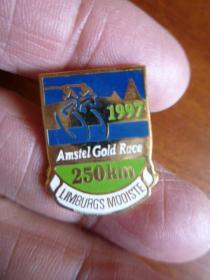 1997
Amstel Gold Race
250km
LIMBURGS MOOISTE